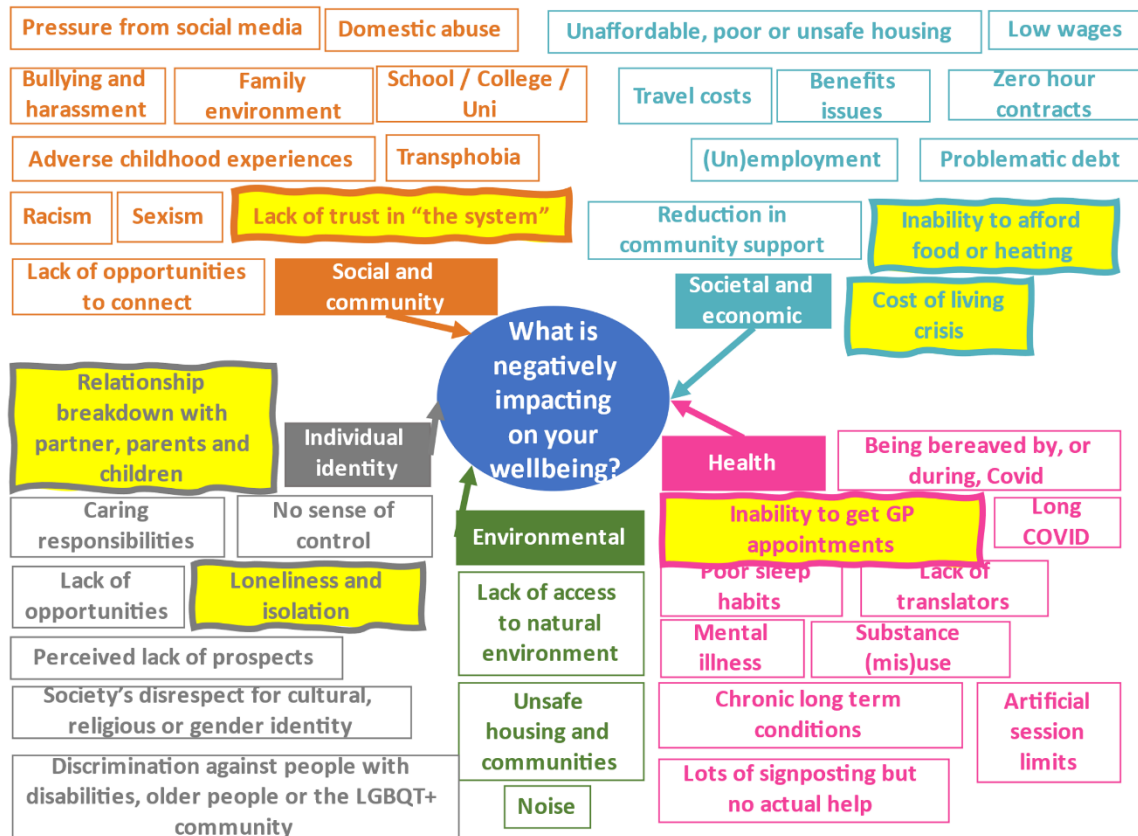 Pressure from social media
Domestic abuse
Bullying and
harassment
Family
environment
School / College /
Uni
Adverse childhood experiences
Transphobia
Racism
Sexism
Lack of trust in “the system”
Lack of opportunities
to connect
Social and
community
Unaffordable, poor or unsafe housing
Low wages
Travel costs
Benefits
issues
Zero hour
contracts
(Un)employment
Problematic debt
Reduction in
community support
Inability to afford
food or heating
Societal and
economic
Cost of living
crisis
What is
negatively
impacting
on your
wellbeing?
Relationship
breakdown with
partner, parents and
children
Individual
identity
Caring
responsibilities
No sense of
control
Lack of
opportunities
Loneliness and
isolation
Perceived lack of prospects
Society’s disrespect for cultural,
religious or gender identity
Discrimination against people with
disabilities, older people or the LGBQT+
community
Environmental
Lack of access
to natural
environment
Unsafe
housing and
communities
Noise
Health
Being bereaved by, or
during, Covid
Inability to get GP
appointments
Long
COVID
Poor sleep
habits
Lack of
translators
Mental
illness
Substance
(mis)use
Chronic long term
conditions
Artificial
session
limits
Lots of signposting but
no actual help